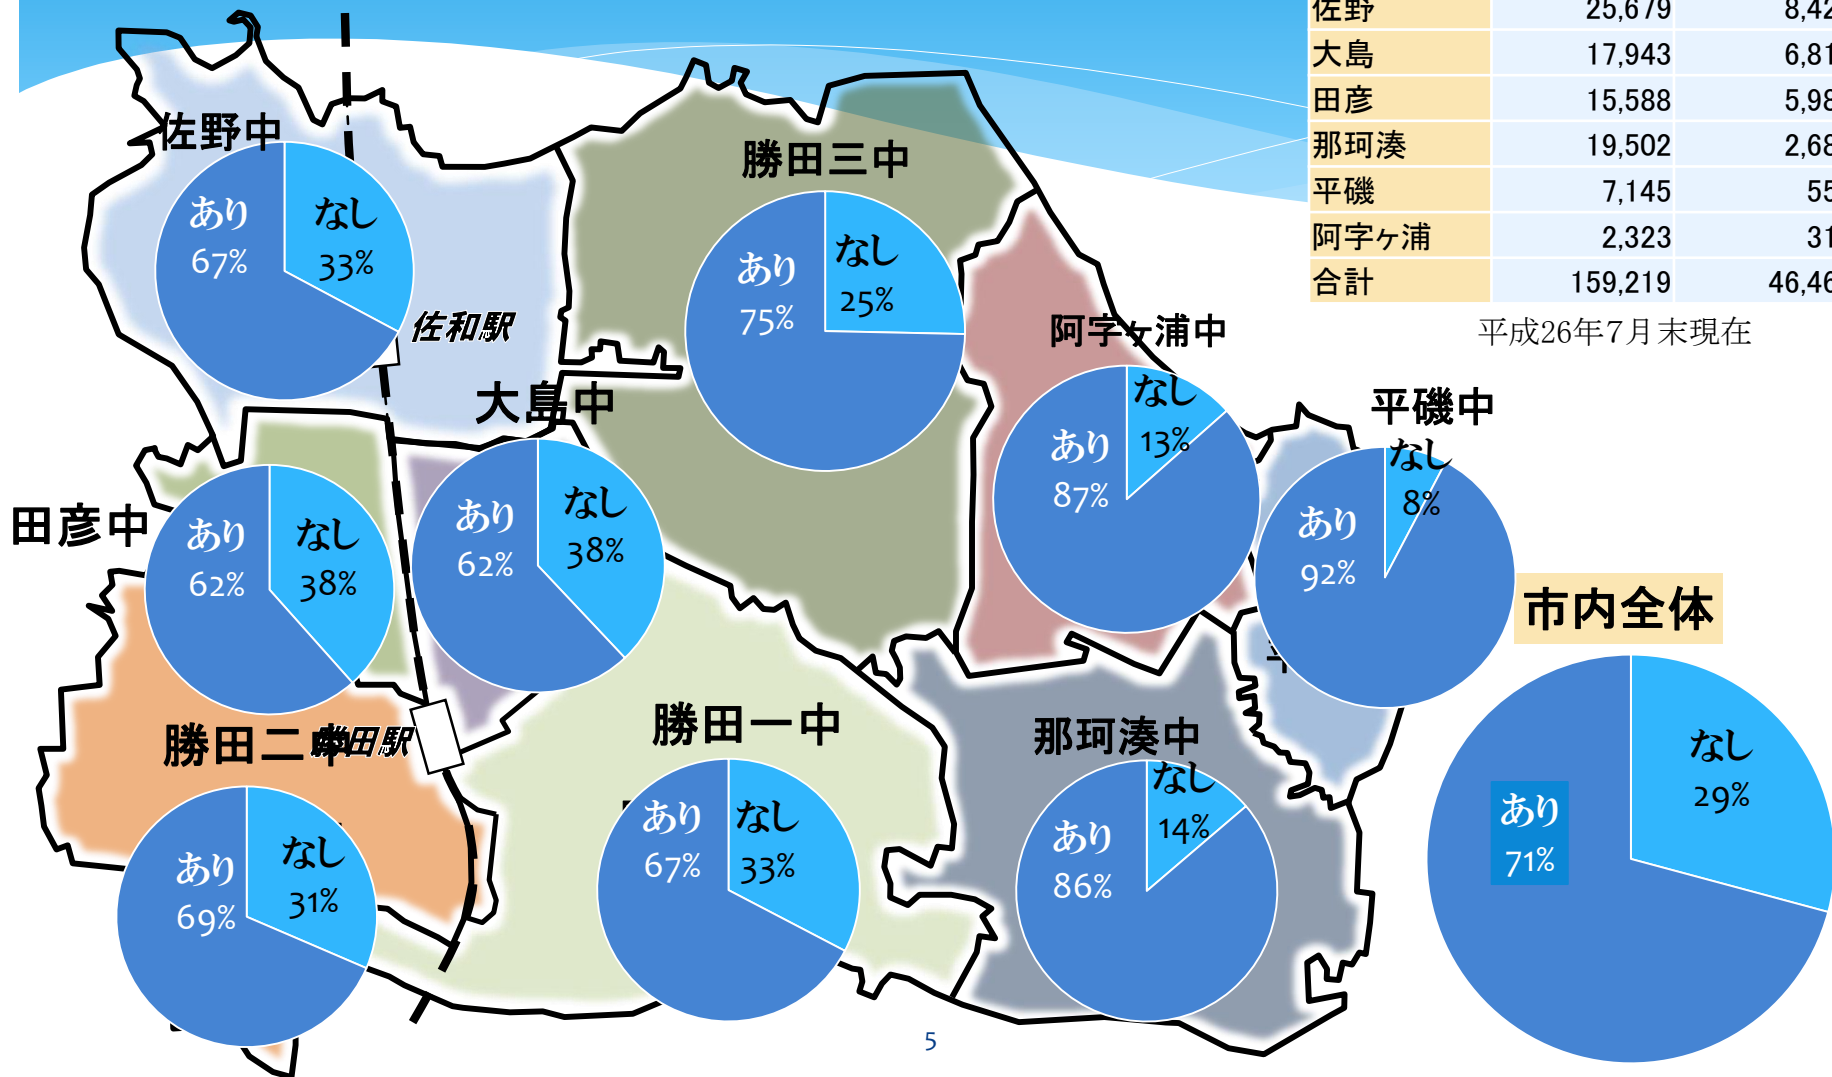 佐野 25,679 8,42
大島 17,943 6,81
田彦 15,588 5,98
那珂湊 19,502 2,68
平磯 7,145 55
阿字ヶ浦 2,323 31
合計 159,219 46,46
平成26年7月末現在
佐野中
あり 67%
なし 33%
佐和駅
勝田三中
あり 75%
なし 25%
阿字ヶ浦中
あり 87%
なし 13%
平磯中
あり 92%
なし 8%
大島中
あり 62%
なし 38%
田彦中
あり 62%
なし 38%
市内全体
あり 71%
なし 29%
勝田二中
勝田駅
あり 69%
なし 31%
勝田一中
あり 67%
なし 33%
那珂湊中
あり 86%
なし 14%
5